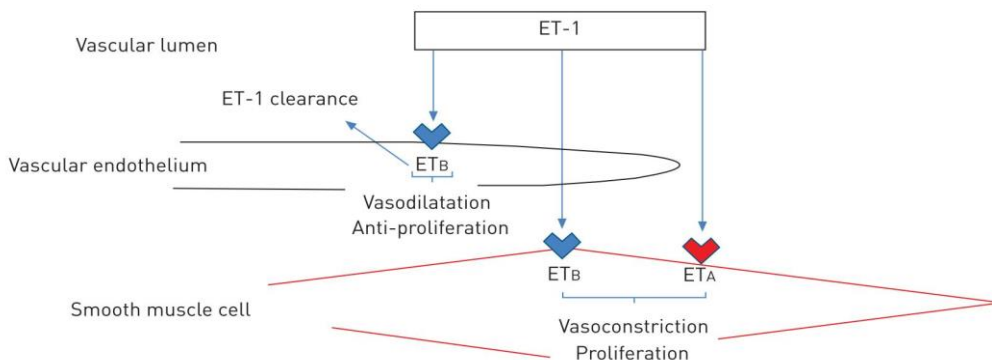 ET-1
Vascular lumen
ET-1 clearance
Vascular endothelium
ETB
Vasodilatation
Anti-proliferation
ETB
ETA
Smooth muscle cell
Vasoconstriction
Proliferation